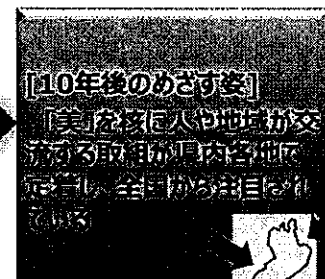 [10年後のめざす姿]
「美」を核に人や地域が交
流する取組が県内各地で
定着し、全国から注目され
ている